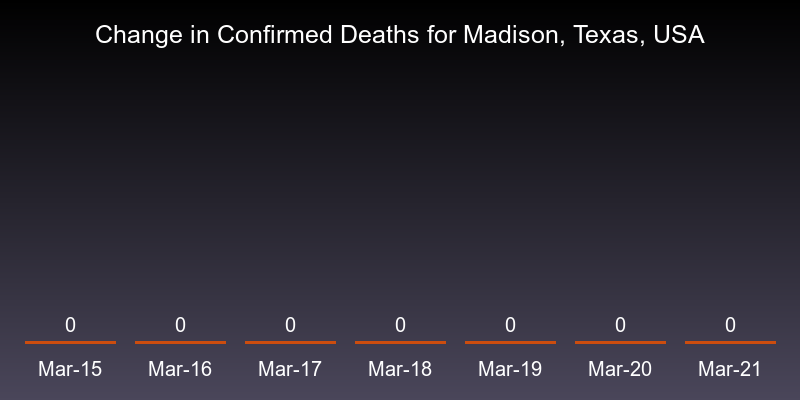 Change in Confirmed Deaths for Madison, Texas, USA
0 0 0 0 0 0 0
Mar-15 Mar-16 Mar-17 Mar-18 Mar-19 Mar-20 Mar-21